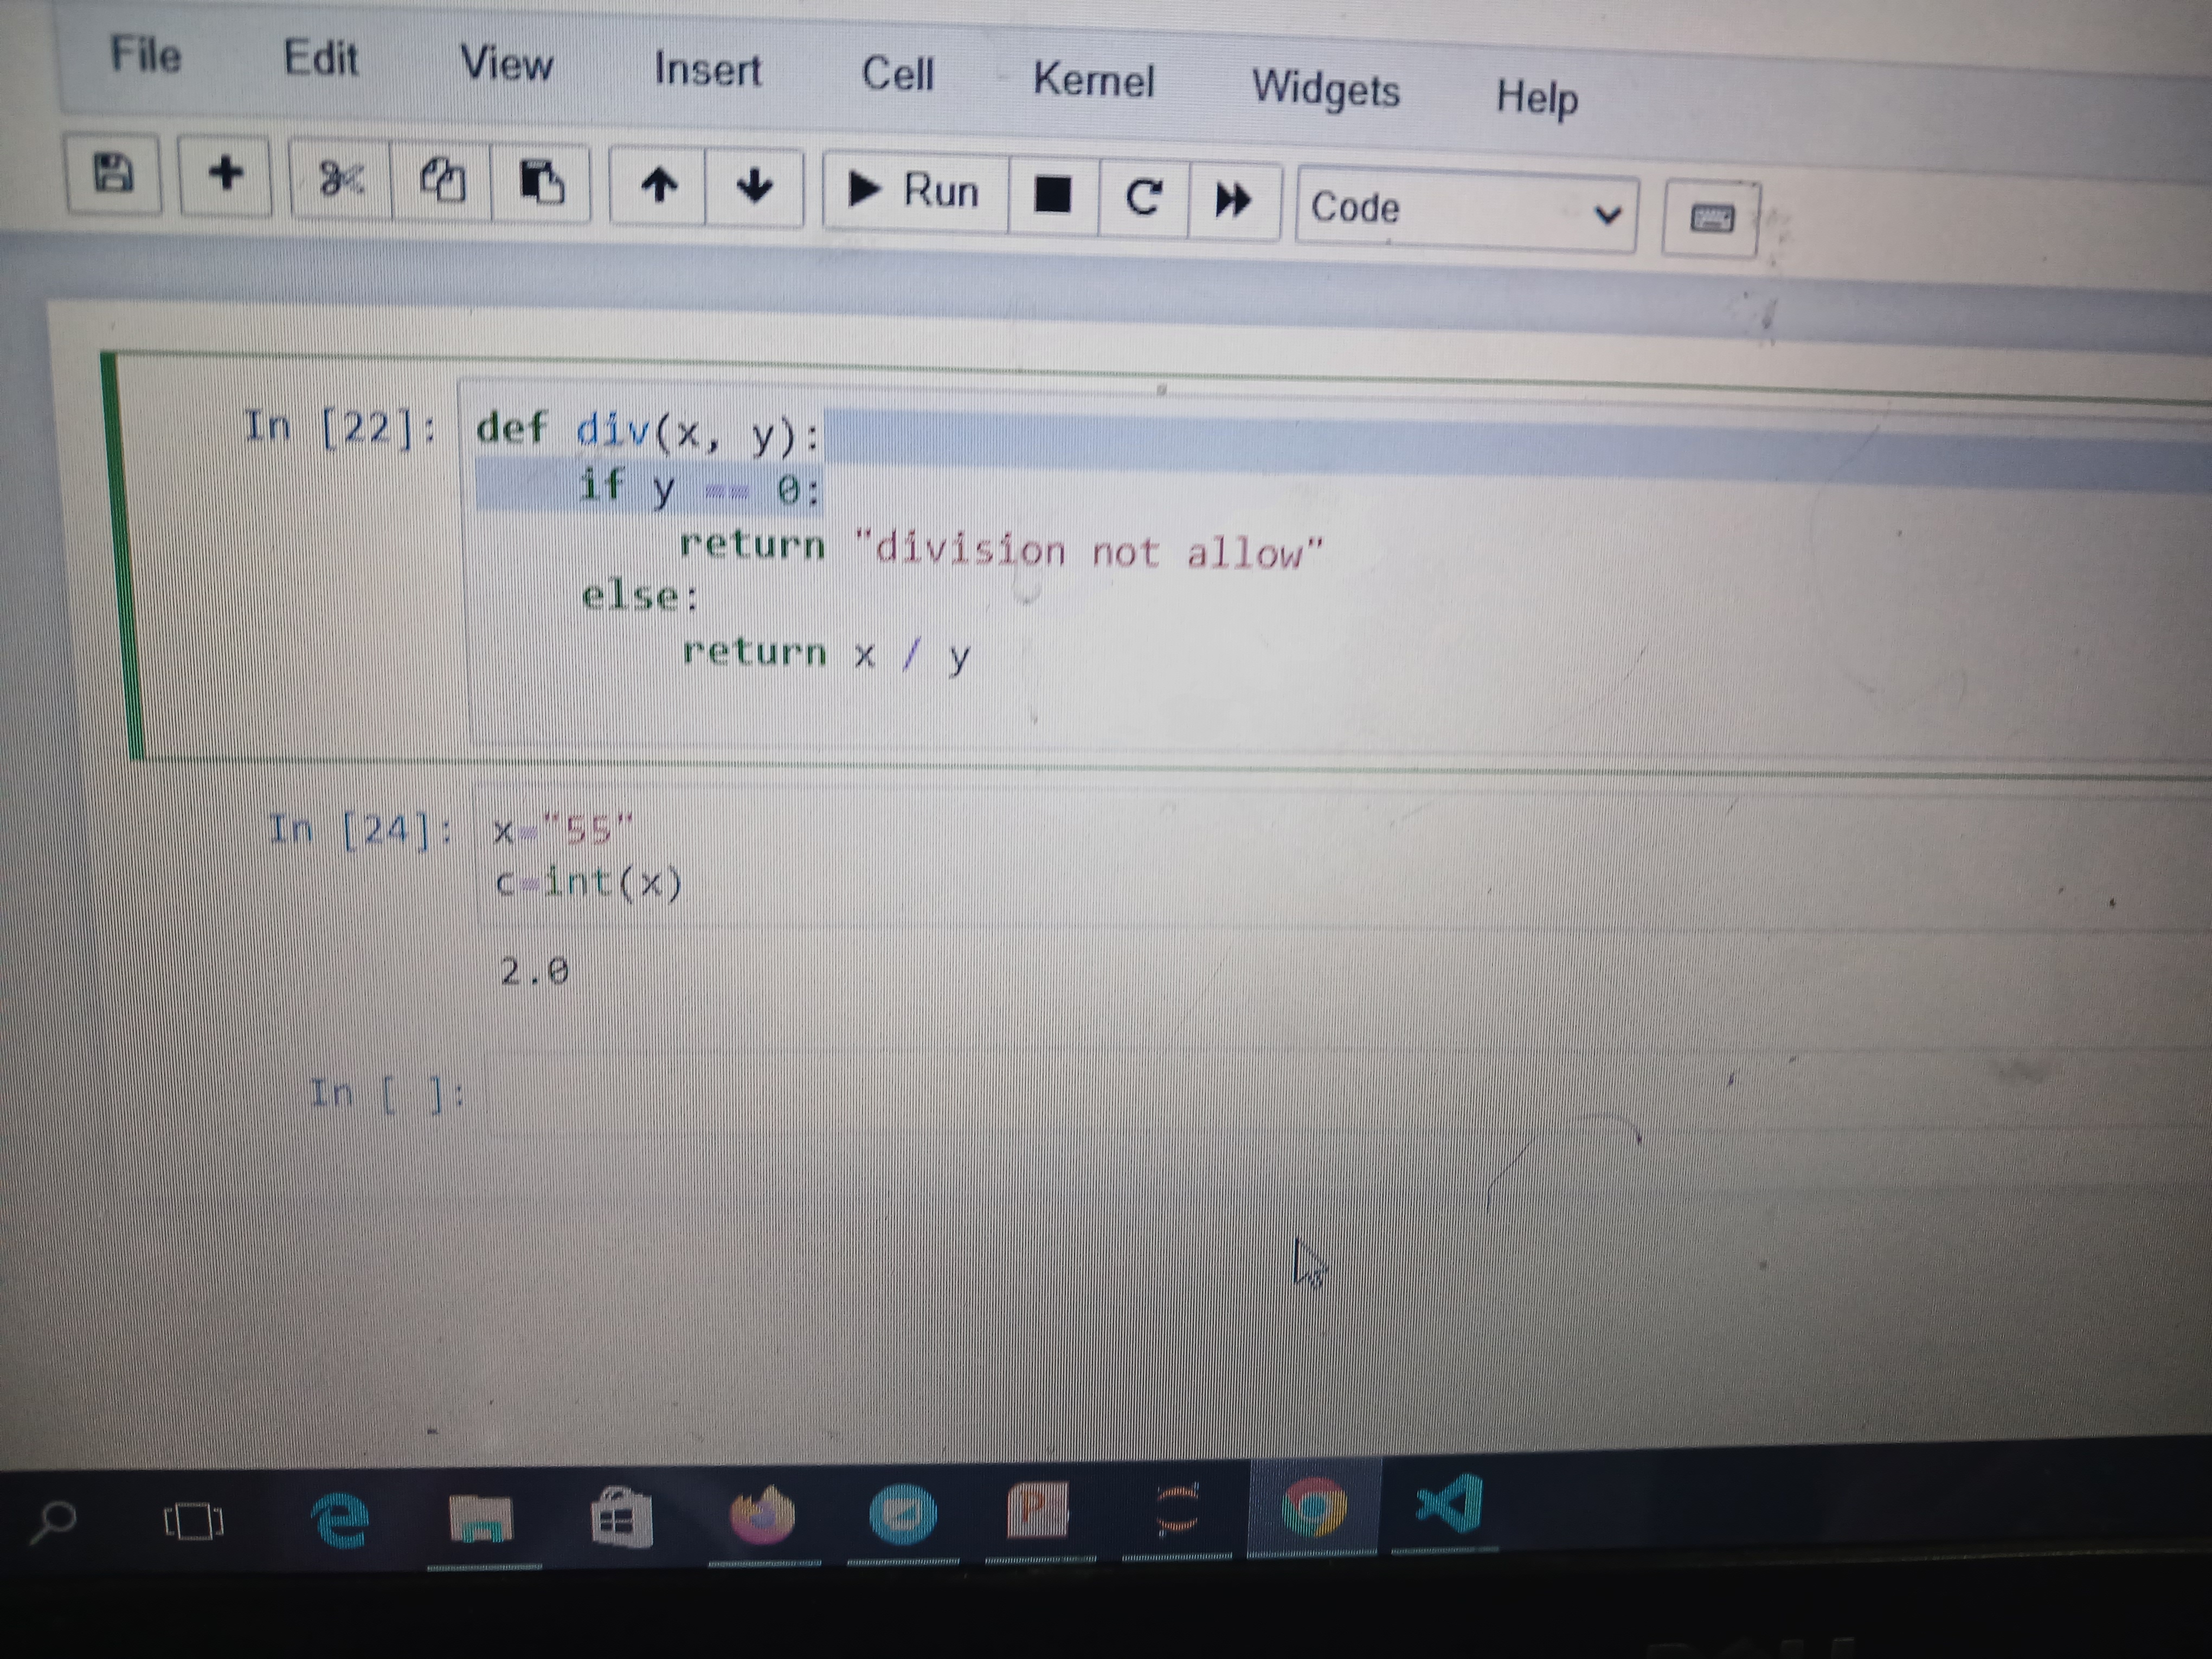 File Edit View Insert Cell Kernel Widgets Help
Run Code
In [22]: def div(x, y):
if y == 0:
return "division not allow"
else:
return x / y
In [24]: x="55"
c=int(x)
2.0
In [ ]: